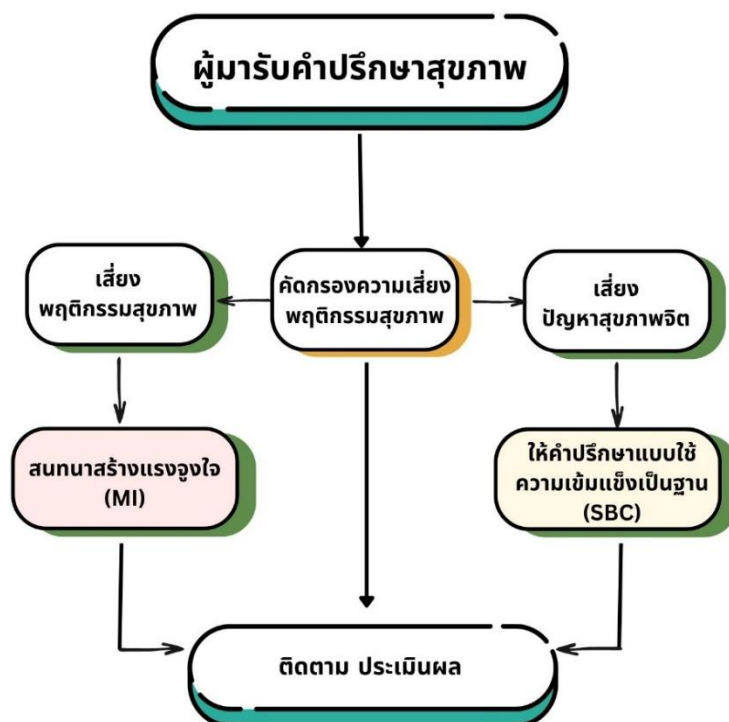 ผู้มารับคำปรึกษาสุขภาพ
เสี่ยง
พฤติกรรมสุขภาพ
คัดกรองความเสี่ยง
พฤติกรรมสุขภาพ
เสี่ยง
ปัญหาสุขภาพจิต
สนทนาสร้างแรงจูงใจ
(MI)
ให้คำปรึกษาแบบใช้
ความเข้มแข็งเป็นฐาน
(SBC)
ติดตาม ประเมินผล